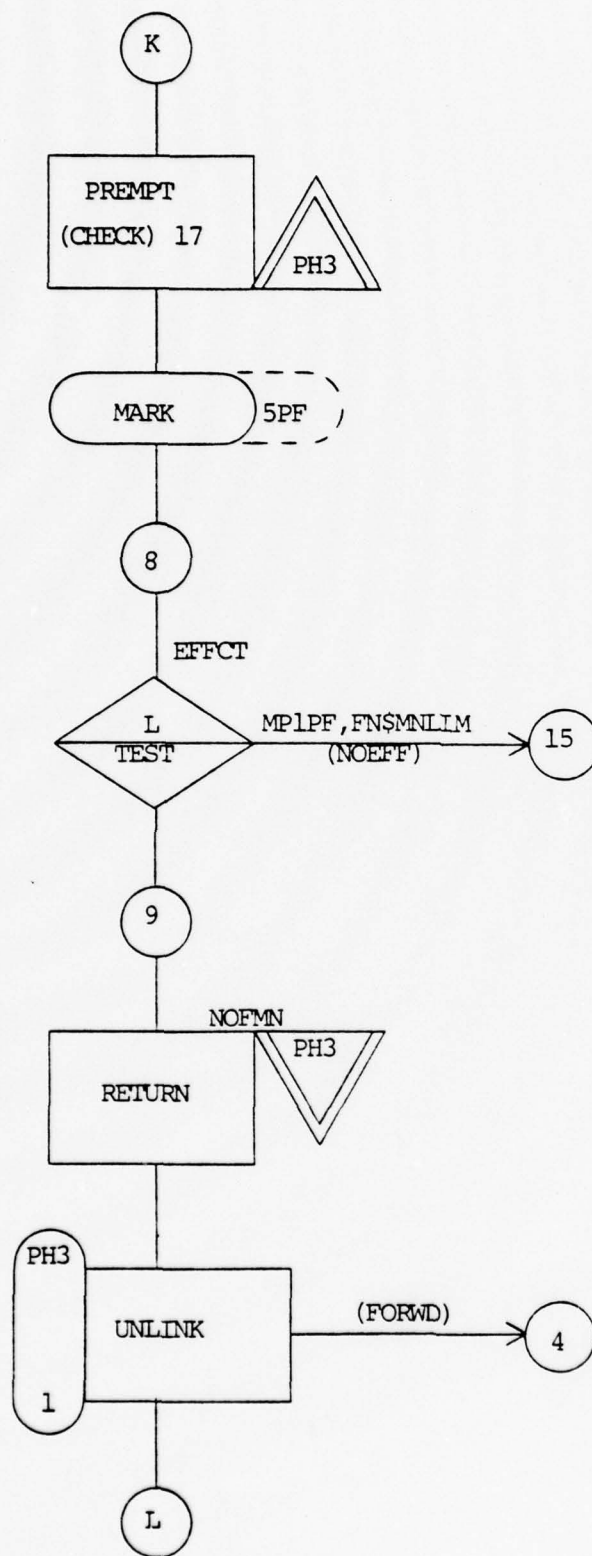 K
PREMPT
(CHECK) 17
PH3
MARK
5PF
8
EFFCT
L
TEST
MP1PF,FN$MNLIM
(NOEFF)
15
9
NOFMN
PH3
RETURN
PH3
1
UNLINK
(FORWD)
4
L